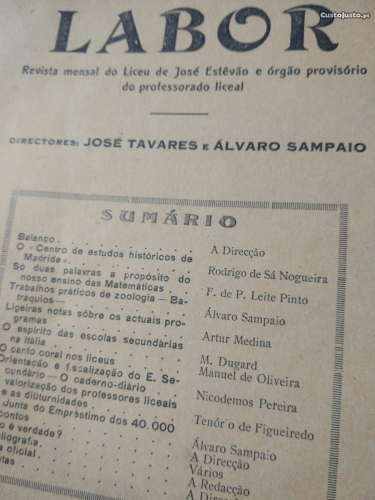 CustoJusto.pt
LABOR
Revista mensal do Liceu de José Estêvão e órgão provisório
do professorado liceal
DIRECTORES: JOSÉ TAVARES E ÁLVARO SAMPAIO
SUMÁRIO
Balanço . . . . . . . . . A Direcção
O «Centro de estudos históricos de
Madride» . . . . . . . . . Rodrigo de Sá Nogueira
Só duas palavras a propósito do
nosso ensino das Matemáticas . . F. de P. Leite Pinto
Trabalhos práticos de zoologia — Ba-
tráquios — . . . . . . . Álvaro Sampaio
Ligeiras notas sôbre os actuais pro-
gramas . . . . . . . Artur Medina
O espírito das escolas secundárias
na Itália . . . . . . . M. Dugard
O canto coral nos liceus . . . Manuel de Oliveira
Orientação e fiscalização do E. Se-
cundário — O caderno-diário . . Nicodemos Pereira
valorização dos professores liceais
e as diüturnidades . . . Tenório de Figueiredo
Junta do Empréstimo dos 40.000
contos . . . . . Álvaro Sampaio
o é verdade? . . . . A Direcção
liografia . . . . Vários
a oficial . . . . A Redacção
otas . . . . A Direc